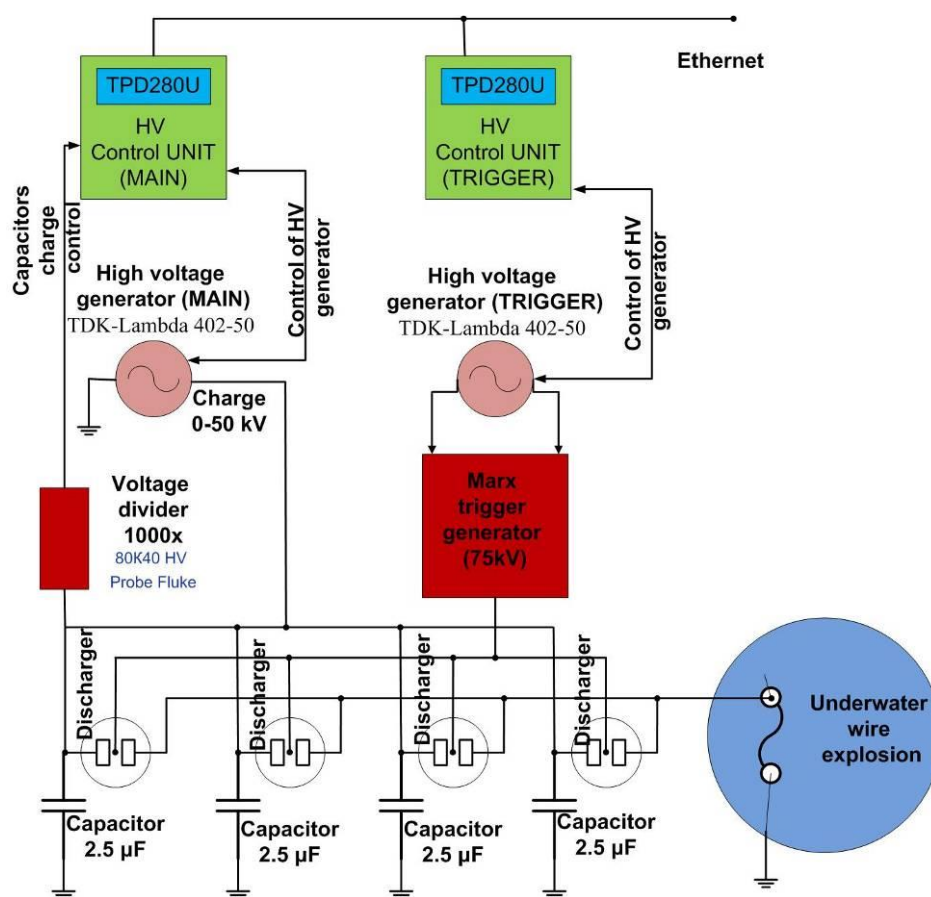 Ethernet
TPD280U
HV
Control UNIT
(MAIN)
TPD280U
HV
Control UNIT
(TRIGGER)
Capacitors
charge
control
Control of HV
generator
Control of HV
generator
High voltage
generator (MAIN)
TDK-Lambda 402-50
High voltage
generator (TRIGGER)
TDK-Lambda 402-50
Charge
0-50 kV
Voltage
divider
1000x
80K40 HV
Probe Fluke
Marx
trigger
generator
(75kV)
Discharger
Discharger
Discharger
Discharger
Underwater
wire
explosion
Capacitor
2.5 µF
Capacitor
2.5 µF
Capacitor
2.5 µF
Capacitor
2.5 µF